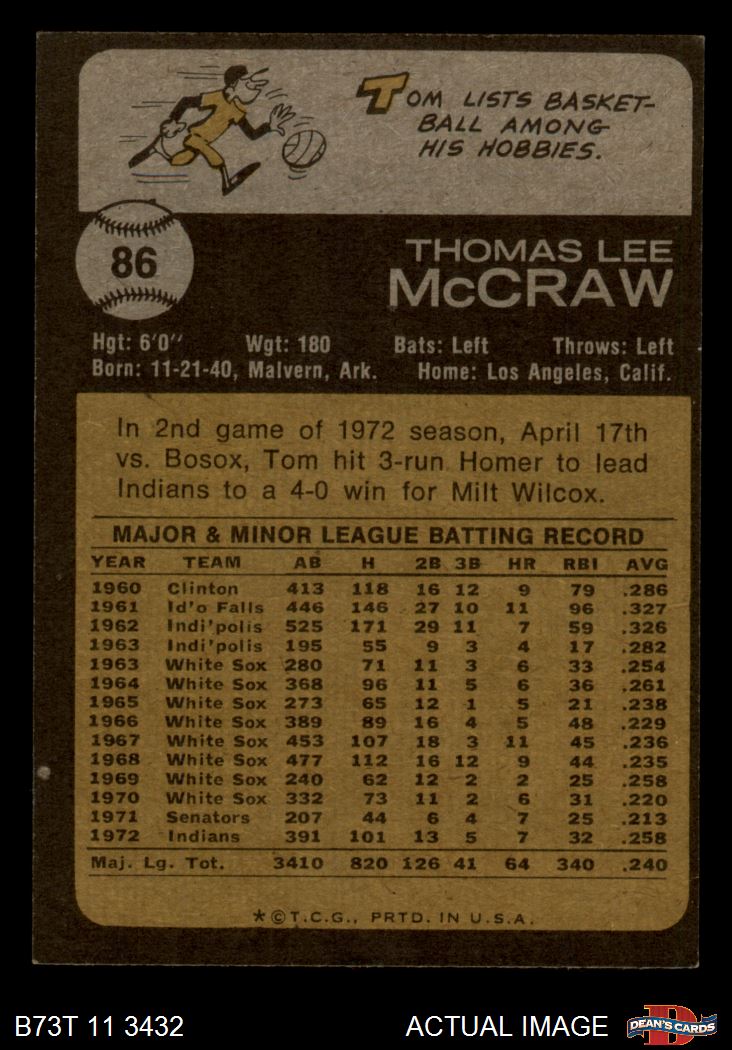 TOM LISTS BASKET-
BALL AMONG
HIS HOBBIES.
86
THOMAS LEE
McCRAW
Hgt: 6'0" Wgt: 180 Bats: Left Throws: Left
Born: 11-21-40, Malvern, Ark. Home: Los Angeles, Calif.
In 2nd game of 1972 season, April 17th
vs. Bosox, Tom hit 3-run Homer to lead
Indians to a 4-0 win for Milt Wilcox.
MAJOR & MINOR LEAGUE BATTING RECORD
YEAR TEAM AB H 2B 3B HR RBI AVG
1960 Clinton 413 118 16 12 9 79 .286
1961 Id'o Falls 446 146 27 10 11 96 .327
1962 Indi'polis 525 171 29 11 7 59 .326
1963 Indi'polis 195 55 9 3 4 17 .282
1963 White Sox 280 71 11 3 6 33 .254
1964 White Sox 368 96 11 5 6 36 .261
1965 White Sox 273 65 12 1 5 21 .238
1966 White Sox 389 89 16 4 5 48 .229
1967 White Sox 453 107 18 3 11 45 .236
1968 White Sox 477 112 16 12 9 44 .235
1969 White Sox 240 62 12 2 2 25 .258
1970 White Sox 332 73 11 2 6 31 .220
1971 Senators 207 44 6 4 7 25 .213
1972 Indians 391 101 13 5 7 32 .258
Maj. Lg. Tot. 3410 820 126 41 64 340 .240
*©T.C.G., PRTD. IN U.S.A.
B73T 11 3432 ACTUAL IMAGE DEAN'S CARDS